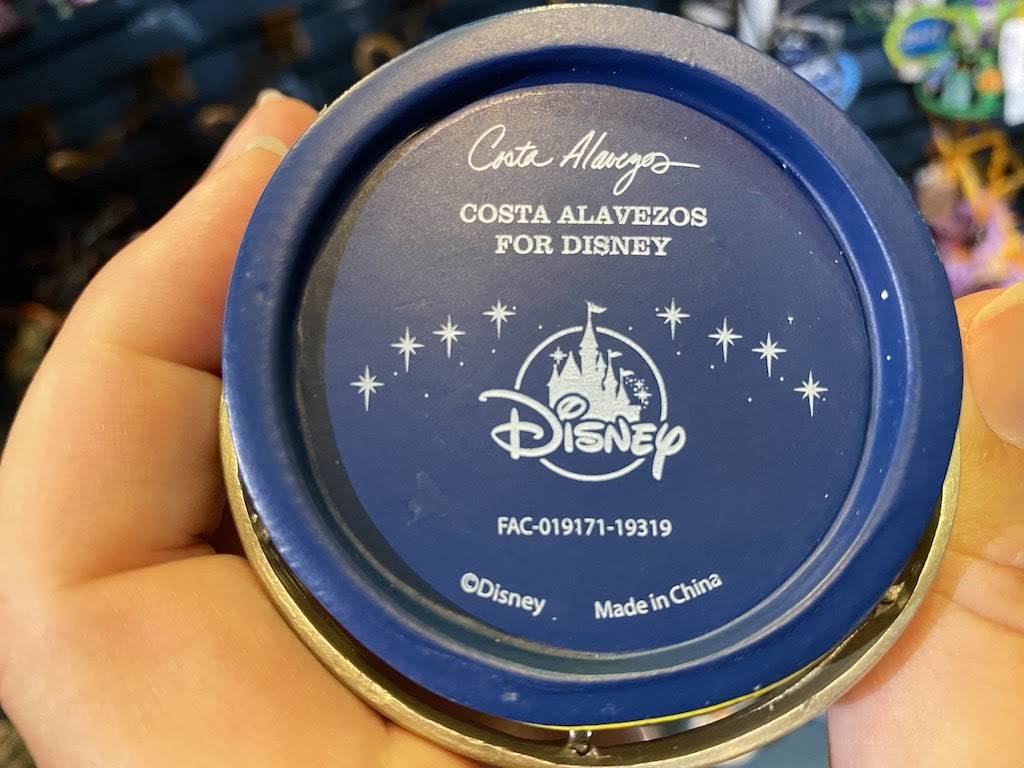 Costa Alavezos
COSTA ALAVEZOS
FOR DISNEY
Disney
FAC-019171-19319
©Disney
Made in China